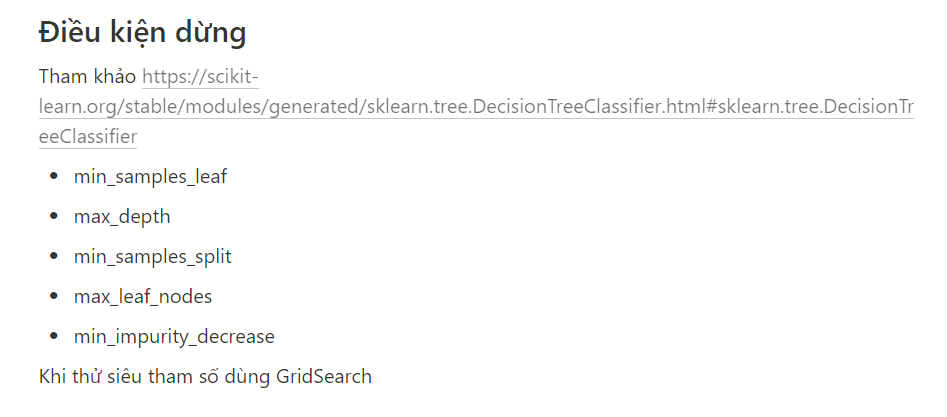 Điều kiện dừng
Tham khảo https://scikit-
learn.org/stable/modules/generated/sklearn.tree.DecisionTreeClassifier.html#sklearn.tree.DecisionTr
eeClassifier
• min_samples_leaf
• max_depth
• min_samples_split
• max_leaf_nodes
• min_impurity_decrease
Khi thử siêu tham số dùng GridSearch